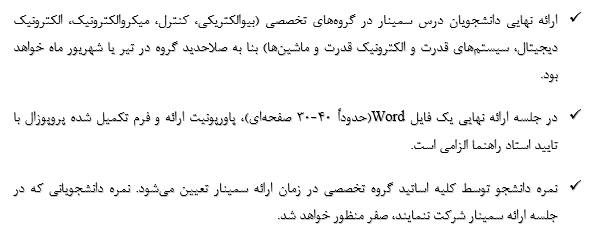 ✓ ارائه نهایی دانشجویان درس سمینار در گروه‌های تخصصی (بیوالکتریکی، کنترل، میکروالکترونیک، الکترونیک
دیجیتال، سیستم‌های قدرت و الکترونیک قدرت و ماشین‌ها) بنا به صلاحدید گروه در تیر یا شهریور ماه خواهد
بود.
✓ در جلسه ارائه نهایی یک فایل Word(حدوداً ۴۰-۳۰ صفحه‌ای)، پاورپونیت ارائه و فرم تکمیل شده پروپوزال با
تایید استاد راهنما الزامی است.
✓ نمره دانشجو توسط کلیه اساتید گروه تخصصی در زمان ارائه سمینار تعیین می‌شود. نمره دانشجویانی که در
جلسه ارائه سمینار شرکت ننمایند، صفر منظور خواهد شد.